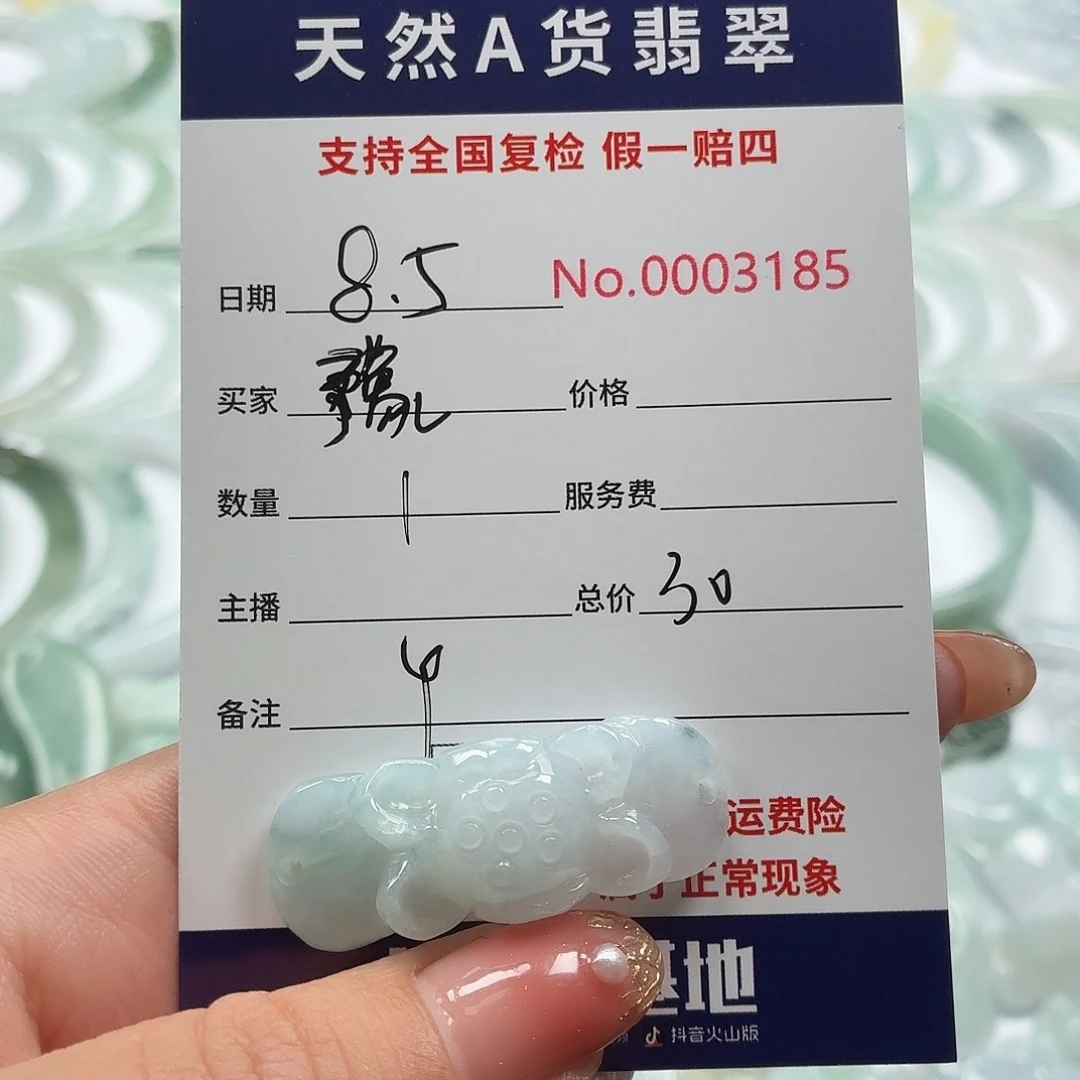 天然A货翡翠
支持全国复检 假一赔四
日期 8.5 No.0003185
买家 价格
数量 1 服务费
主播 总价 30
备注
运费险
正常现象
基地
抖音火山版